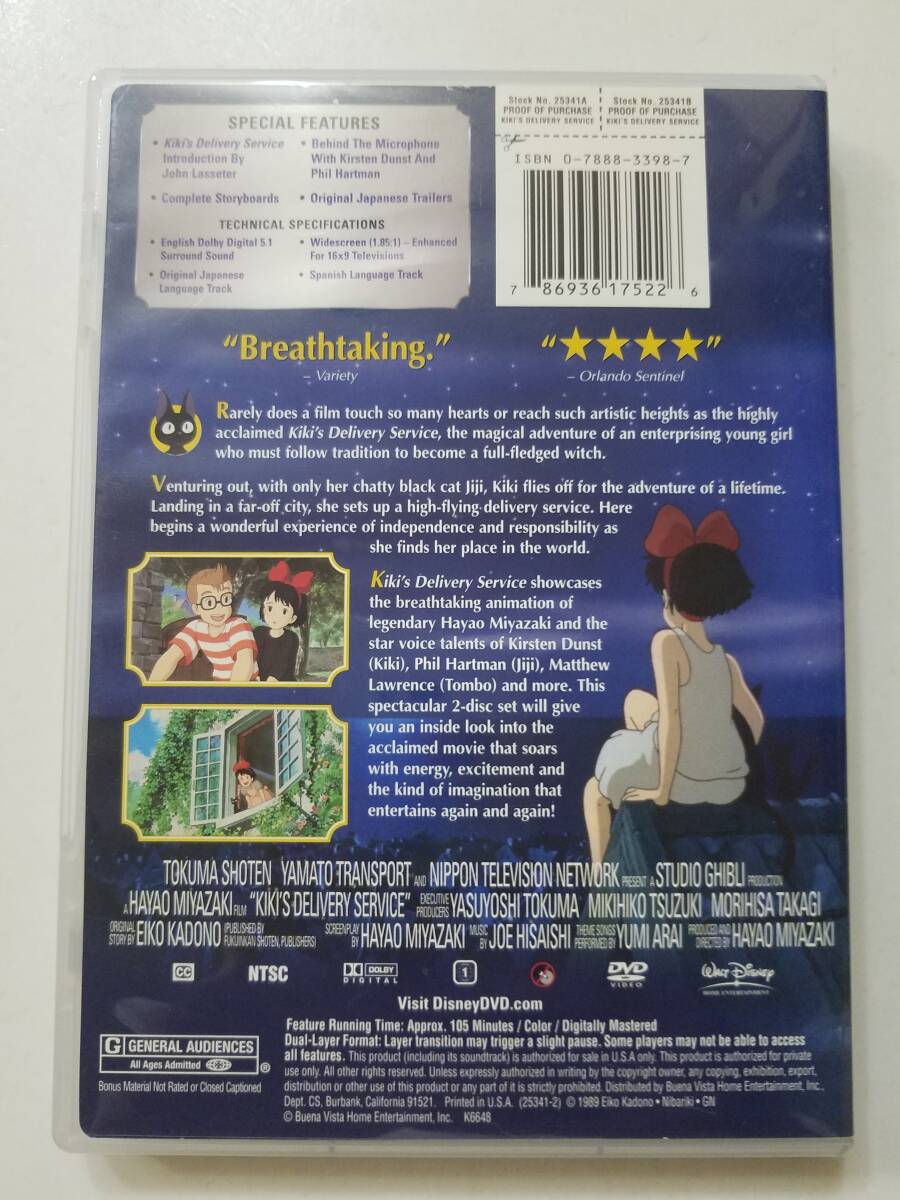 Stock No. 25341A
PROOF OF PURCHASE
KIKI'S DELIVERY SERVICE
Stock No. 25341B
PROOF OF PURCHASE
KIKI'S DELIVERY SERVICE
SPECIAL FEATURES
• Kiki's Delivery Service
Introduction By
John Lasseter
• Behind The Microphone
With Kirsten Dunst And
Phil Hartman
• Complete Storyboards
• Original Japanese Trailers
TECHNICAL SPECIFICATIONS
• English Dolby Digital 5.1
Surround Sound
• Widescreen (1.85:1) – Enhanced
For 16x9 Televisions
• Original Japanese
Language Track
• Spanish Language Track
ISBN 0-7888-3398-7
7 86936 17522 6
“Breathtaking.”
– Variety
“★★★★”
– Orlando Sentinel
Rarely does a film touch so many hearts or reach such artistic heights as the highly
acclaimed Kiki's Delivery Service, the magical adventure of an enterprising young girl
who must follow tradition to become a full-fledged witch.
Venturing out, with only her chatty black cat Jiji, Kiki flies off for the adventure of a lifetime.
Landing in a far-off city, she sets up a high-flying delivery service. Here
begins a wonderful experience of independence and responsibility as
she finds her place in the world.
Kiki's Delivery Service showcases
the breathtaking animation of
legendary Hayao Miyazaki and the
star voice talents of Kirsten Dunst
(Kiki), Phil Hartman (Jiji), Matthew
Lawrence (Tombo) and more. This
spectacular 2-disc set will give
you an inside look into the
acclaimed movie that soars
with energy, excitement and
the kind of imagination that
entertains again and again!
TOKUMA SHOTEN YAMATO TRANSPORT AND NIPPON TELEVISION NETWORK PRESENT A STUDIO GHIBLI PRODUCTION
A HAYAO MIYAZAKI FILM "KIKI'S DELIVERY SERVICE" EXECUTIVE PRODUCERS YASUYOSHI TOKUMA MIKIHIKO TSUZUKI MORIHISA TAKAGI
ORIGINAL STORY BY EIKO KADONO (PUBLISHED BY FUKUINKAN SHOTEN, PUBLISHERS) SCREENPLAY BY HAYAO MIYAZAKI MUSIC BY JOE HISAISHI THEME SONGS PERFORMED BY YUMI ARAI PRODUCED AND DIRECTED BY HAYAO MIYAZAKI
CC NTSC DOLBY DIGITAL 1 DVD VIDEO WALT DISNEY HOME ENTERTAINMENT
Visit DisneyDVD.com
G GENERAL AUDIENCES
All Ages Admitted ®
Bonus Material Not Rated or Closed Captioned
Feature Running Time: Approx. 105 Minutes / Color / Digitally Mastered
Dual-Layer Format: Layer transition may trigger a slight pause. Some players may not be able to access
all features. This product (including its soundtrack) is authorized for sale in U.S.A only. This product is authorized for private
use only. All other rights reserved. Unless expressly authorized in writing by the copyright owner, any copying, exhibition, export,
distribution or other use of this product or any part of it is strictly prohibited. Distributed by Buena Vista Home Entertainment, Inc.,
Dept. CS, Burbank, California 91521. Printed in U.S.A. (25341-2) © 1989 Eiko Kadono • Nibariki • GN
© Buena Vista Home Entertainment, Inc. K6648